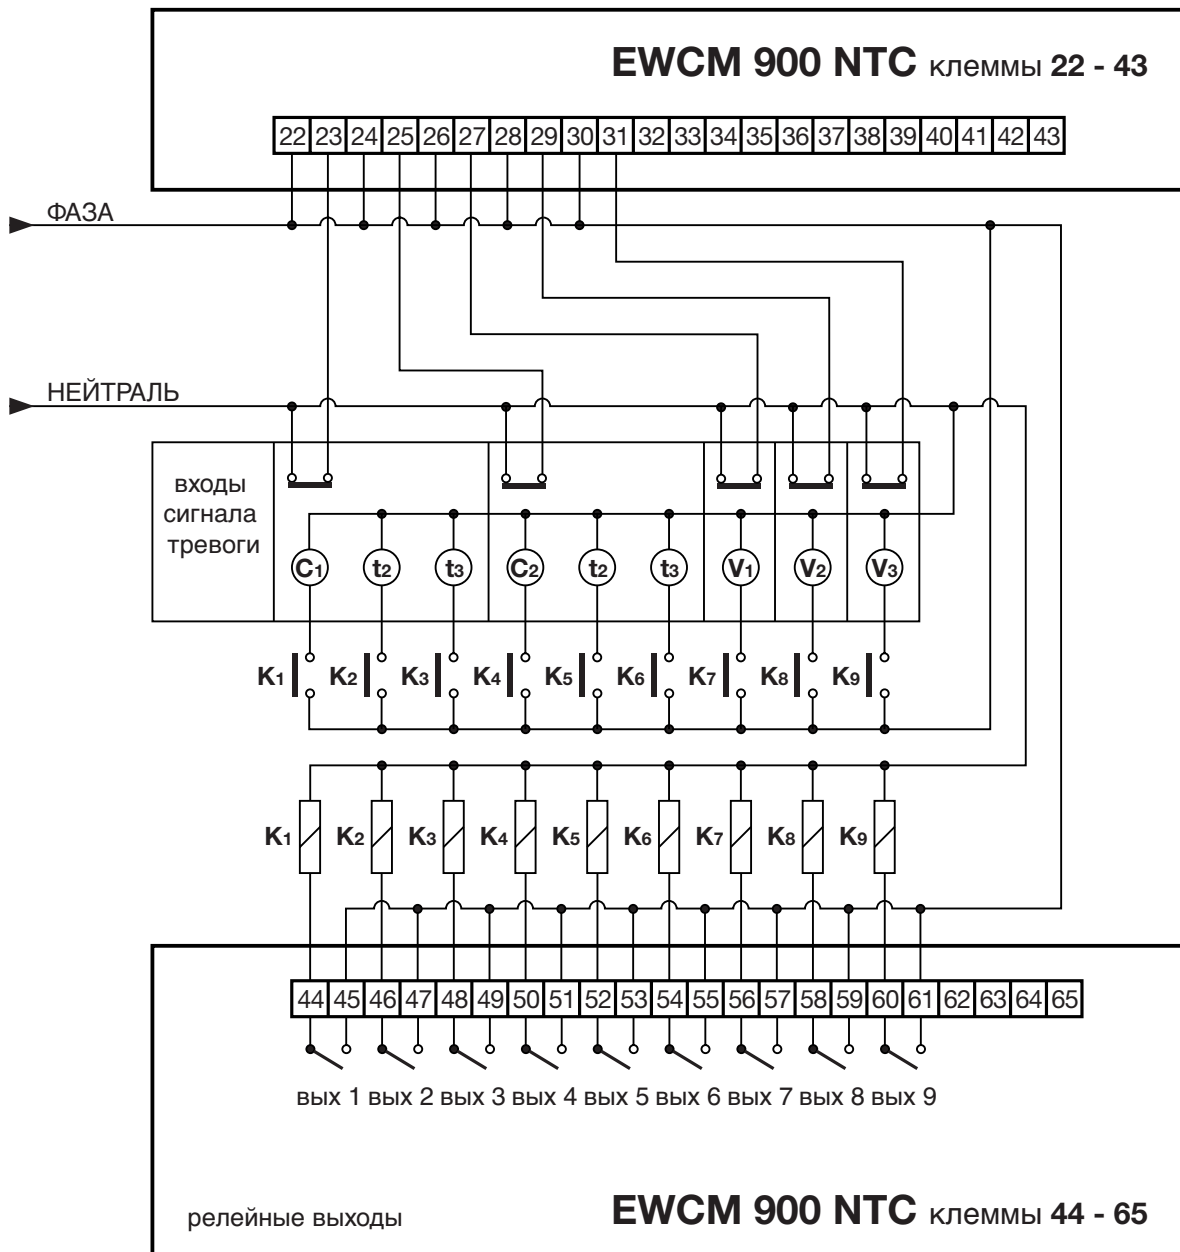 EWCM 900 NTC клеммы 22 - 43
22 23 24 25 26 27 28 29 30 31 32 33 34 35 36 37 38 39 40 41 42 43
ФАЗА
НЕЙТРАЛЬ
входы
сигнала
тревоги
C1 t2 t3 C2 t2 t3 V1 V2 V3
K1 K2 K3 K4 K5 K6 K7 K8 K9
K1 K2 K3 K4 K5 K6 K7 K8 K9
44 45 46 47 48 49 50 51 52 53 54 55 56 57 58 59 60 61 62 63 64 65
вых 1 вых 2 вых 3 вых 4 вых 5 вых 6 вых 7 вых 8 вых 9
релейные выходы
EWCM 900 NTC клеммы 44 - 65